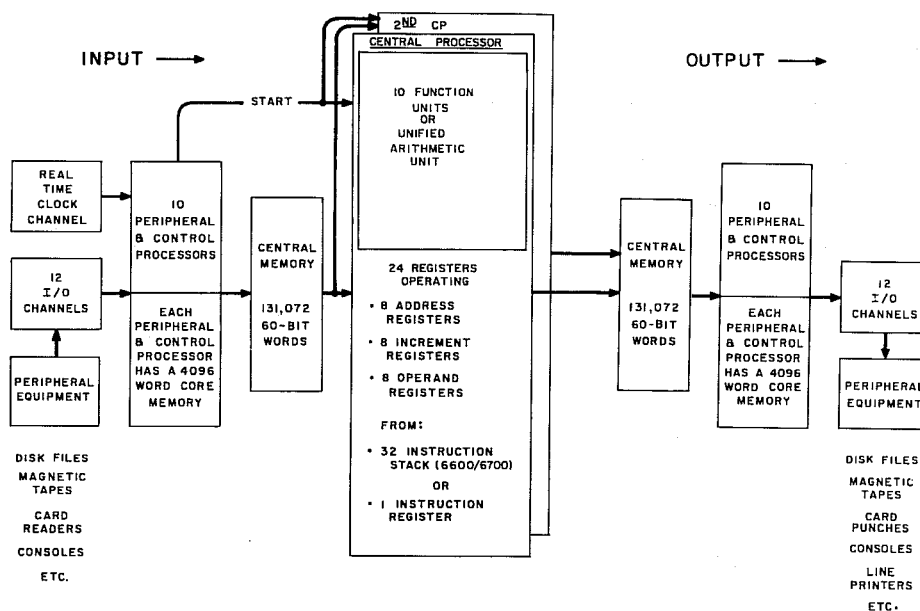 INPUT
REAL
TIME
CLOCK
CHANNEL
12
I/O
CHANNELS
PERIPHERAL
EQUIPMENT
DISK FILES
MAGNETIC
TAPES
CARD
READERS
CONSOLES
ETC.
START
10
PERIPHERAL
& CONTROL
PROCESSORS
EACH
PERIPHERAL
& CONTROL
PROCESSOR
HAS A 4096
WORD CORE
MEMORY
CENTRAL
MEMORY
131,072
60-BIT
WORDS
2ND CP
CENTRAL PROCESSOR
10 FUNCTION
UNITS
OR
UNIFIED
ARITHMETIC
UNIT
24 REGISTERS
OPERATING
• 8 ADDRESS
REGISTERS
• 8 INCREMENT
REGISTERS
• 8 OPERAND
REGISTERS
FROM:
• 32 INSTRUCTION
STACK (6600/6700)
OR
• 1 INSTRUCTION
REGISTER
OUTPUT
CENTRAL
MEMORY
131,072
60-BIT
WORDS
10
PERIPHERAL
& CONTROL
PROCESSORS
EACH
PERIPHERAL
& CONTROL
PROCESSOR
HAS A 4096
WORD CORE
MEMORY
12
I/O
CHANNELS
PERIPHERAL
EQUIPMENT
DISK FILES
MAGNETIC
TAPES
CARD
PUNCHES
CONSOLES
LINE
PRINTERS
ETC.